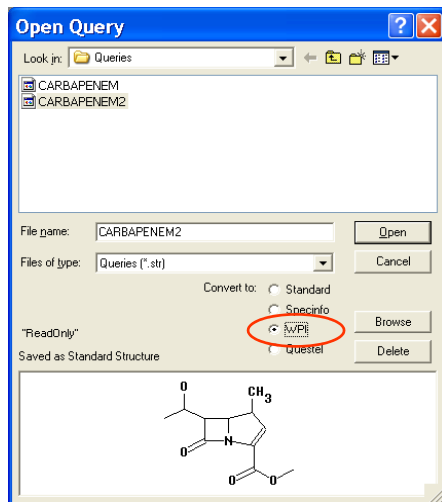 Open Query
Look in: Queries
CARBAPENEM
CARBAPENEM2
File name: CARBAPENEM2 Open
Files of type: Queries (*.str) Cancel
Convert to: Standard
Specinfo
WPI Browse
"ReadOnly"
Questel Delete
Saved as Standard Structure
O CH3
N
O
O
O